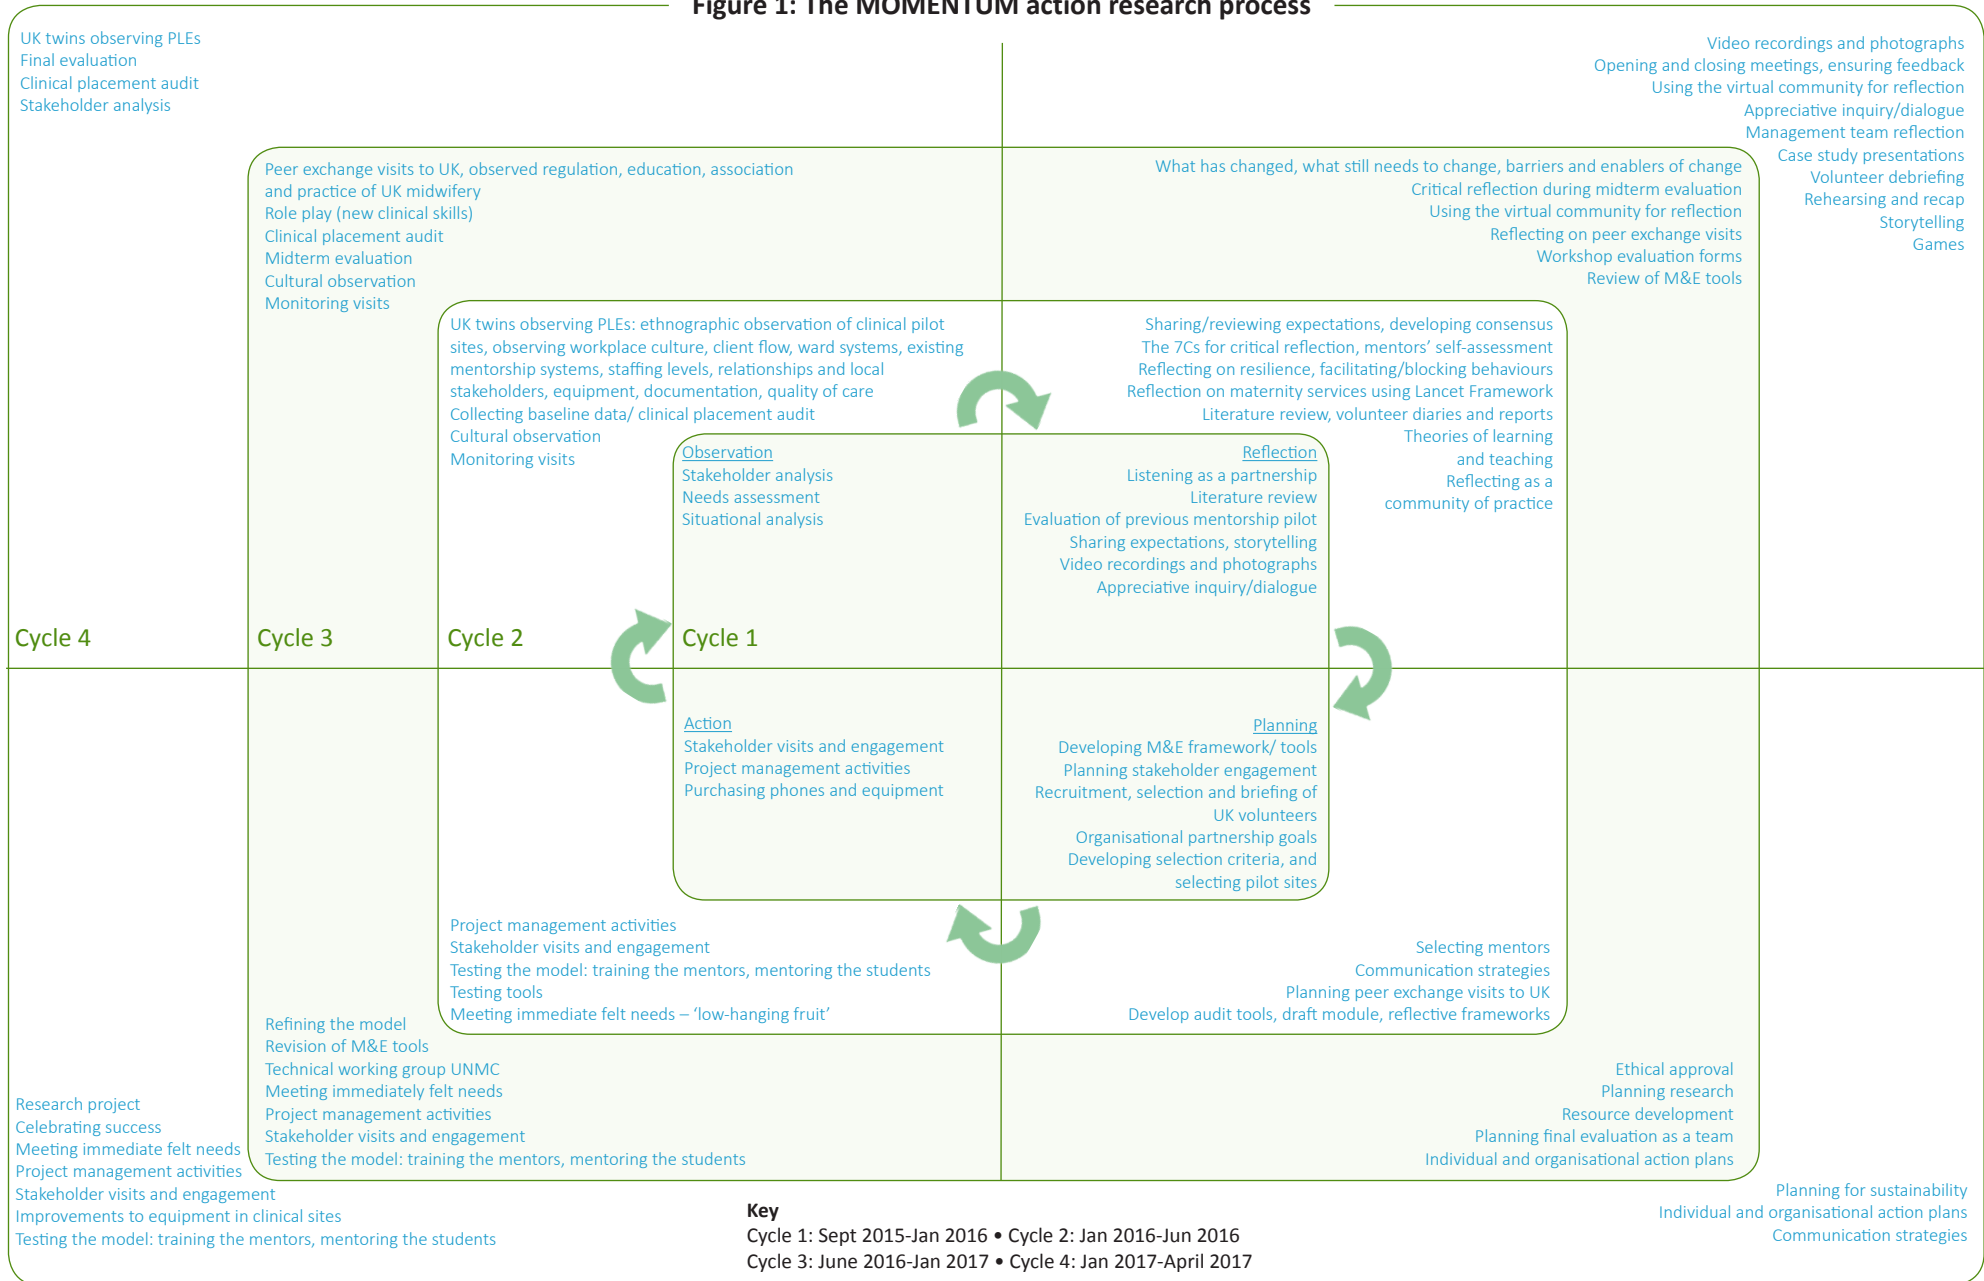 Figure 1: The MOMENTUM action research process
UK twins observing PLEs
Final evaluation
Clinical placement audit
Stakeholder analysis
Video recordings and photographs
Opening and closing meetings, ensuring feedback
Using the virtual community for reflection
Appreciative inquiry/dialogue
Management team reflection
Case study presentations
Volunteer debriefing
Rehearsing and recap
Storytelling
Games
Peer exchange visits to UK, observed regulation, education, association
and practice of UK midwifery
Role play (new clinical skills)
Clinical placement audit
Midterm evaluation
Cultural observation
Monitoring visits
What has changed, what still needs to change, barriers and enablers of change
Critical reflection during midterm evaluation
Using the virtual community for reflection
Reflecting on peer exchange visits
Workshop evaluation forms
Review of M&E tools
UK twins observing PLEs: ethnographic observation of clinical pilot
sites, observing workplace culture, client flow, ward systems, existing
mentorship systems, staffing levels, relationships and local
stakeholders, equipment, documentation, quality of care
Collecting baseline data/ clinical placement audit
Cultural observation
Monitoring visits
Sharing/reviewing expectations, developing consensus
The 7Cs for critical reflection, mentors' self-assessment
Reflecting on resilience, facilitating/blocking behaviours
Reflection on maternity services using Lancet Framework
Literature review, volunteer diaries and reports
Theories of learning
and teaching
Reflecting as a
community of practice
Observation
Stakeholder analysis
Needs assessment
Situational analysis
Reflection
Listening as a partnership
Literature review
Evaluation of previous mentorship pilot
Sharing expectations, storytelling
Video recordings and photographs
Appreciative inquiry/dialogue
Cycle 4
Cycle 3
Cycle 2
Cycle 1
Action
Stakeholder visits and engagement
Project management activities
Purchasing phones and equipment
Planning
Developing M&E framework/ tools
Planning stakeholder engagement
Recruitment, selection and briefing of
UK volunteers
Organisational partnership goals
Developing selection criteria, and
selecting pilot sites
Project management activities
Stakeholder visits and engagement
Testing the model: training the mentors, mentoring the students
Testing tools
Meeting immediate felt needs – 'low-hanging fruit'
Selecting mentors
Communication strategies
Planning peer exchange visits to UK
Develop audit tools, draft module, reflective frameworks
Refining the model
Revision of M&E tools
Technical working group UNMC
Meeting immediately felt needs
Project management activities
Stakeholder visits and engagement
Testing the model: training the mentors, mentoring the students
Ethical approval
Planning research
Resource development
Planning final evaluation as a team
Individual and organisational action plans
Research project
Celebrating success
Meeting immediate felt needs
Project management activities
Stakeholder visits and engagement
Improvements to equipment in clinical sites
Testing the model: training the mentors, mentoring the students
Planning for sustainability
Individual and organisational action plans
Communication strategies
Key
Cycle 1: Sept 2015-Jan 2016 • Cycle 2: Jan 2016-Jun 2016
Cycle 3: June 2016-Jan 2017 • Cycle 4: Jan 2017-April 2017